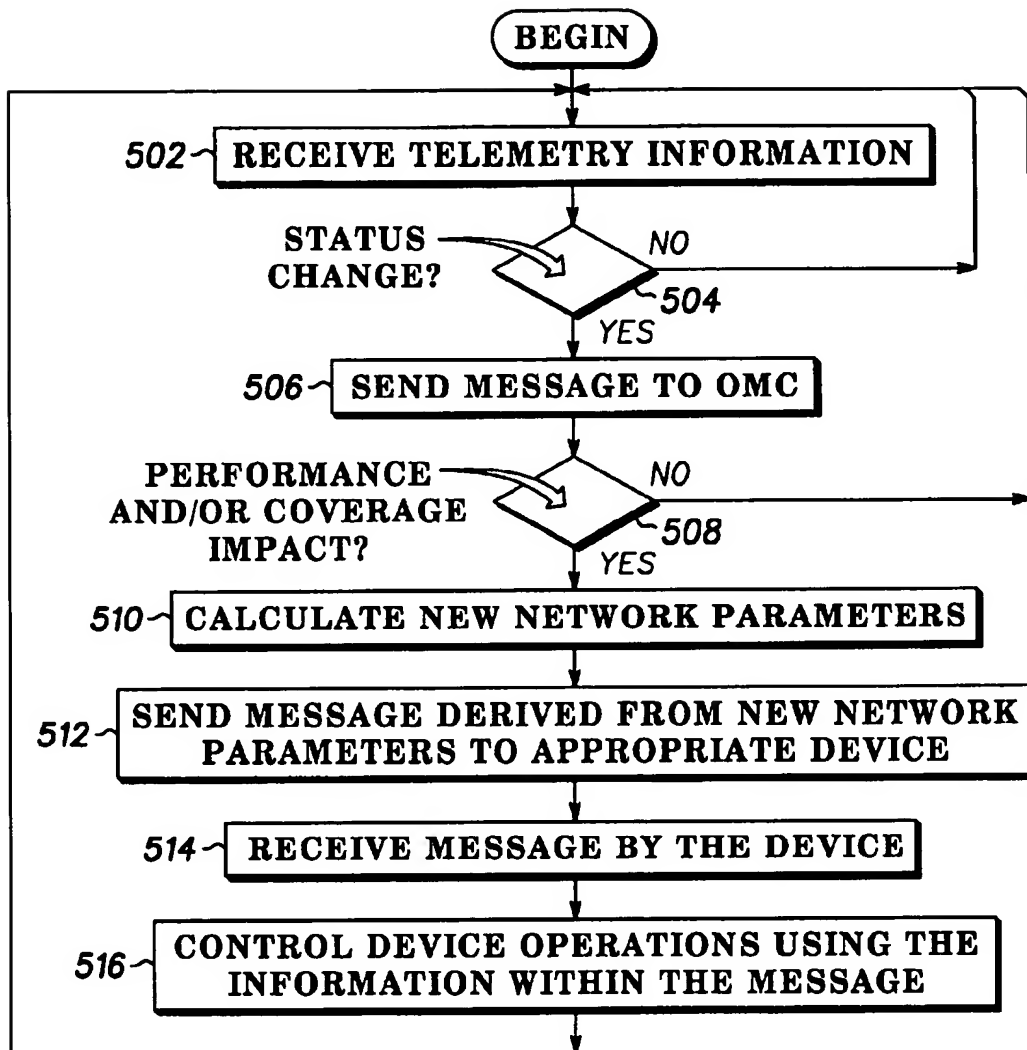 BEGIN
502 RECEIVE TELEMETRY INFORMATION
STATUS
CHANGE?
NO
504
YES
506 SEND MESSAGE TO OMC
PERFORMANCE
AND/OR COVERAGE
IMPACT?
NO
508
YES
510 CALCULATE NEW NETWORK PARAMETERS
512 SEND MESSAGE DERIVED FROM NEW NETWORK
PARAMETERS TO APPROPRIATE DEVICE
514 RECEIVE MESSAGE BY THE DEVICE
516 CONTROL DEVICE OPERATIONS USING THE
INFORMATION WITHIN THE MESSAGE